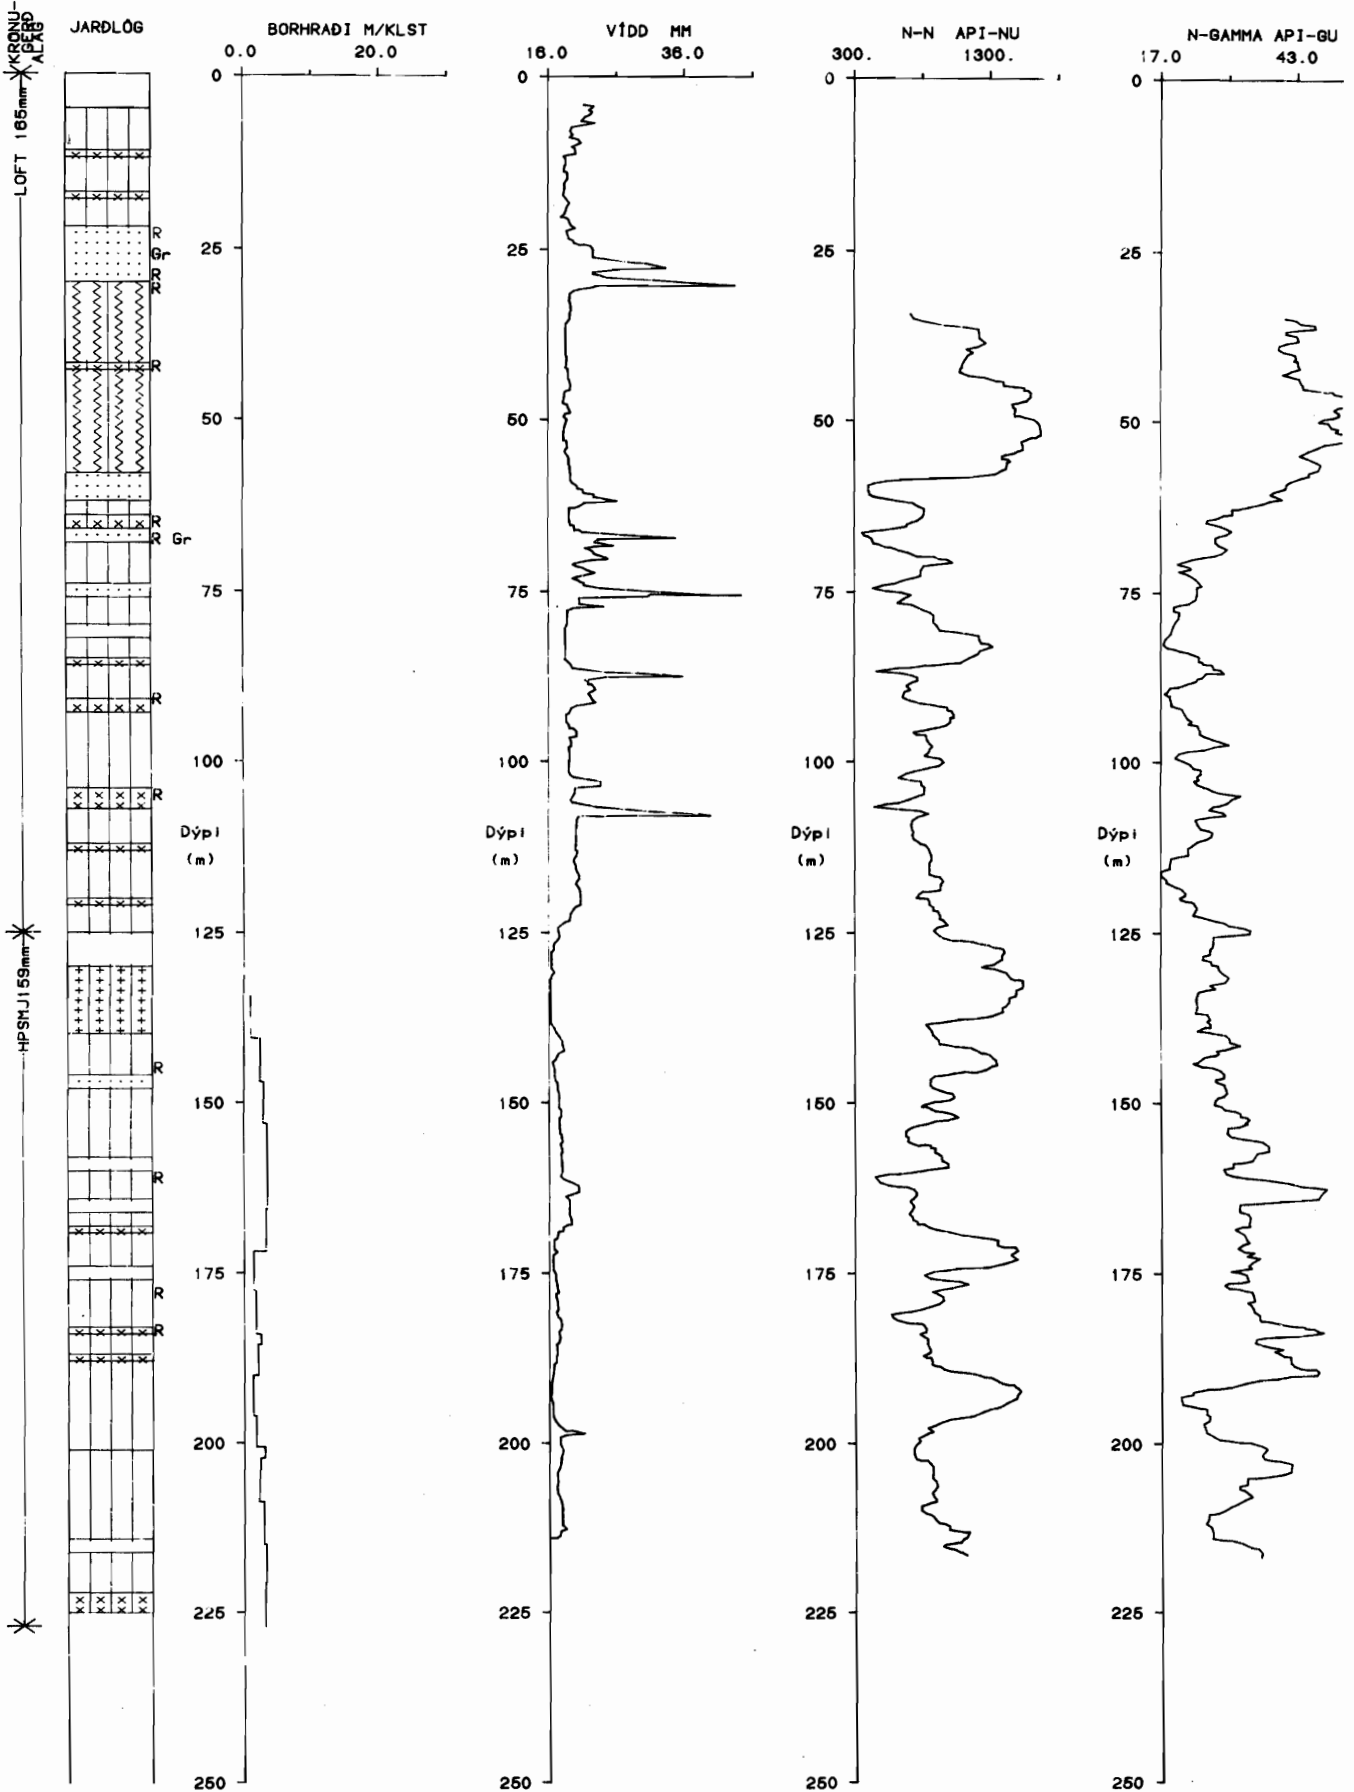 KRONU-
GERÐ
ALAG
JARÐLÖG
BORHRAÐI M/KLST
VÍDD MM
N-N API-NU
N-GAMMA API-GU
0.0 20.0
18.0 36.0
300. 1300.
17.0 43.0
0 0 0 0
LOFT 165mm
R
Gr
R
R
25 25 25 25
R
50 50 50 50
R
R Gr
75 75 75 75
R
100 100 100 100
R
Dýpi Dýpi Dýpi Dýpi
(m) (m) (m) (m)
125 125 125 125
HPSMJ159mm
R
150 150 150 150
R
175 175 175 175
R
R
200 200 200 200
225 225 225 225
250 250 250 250